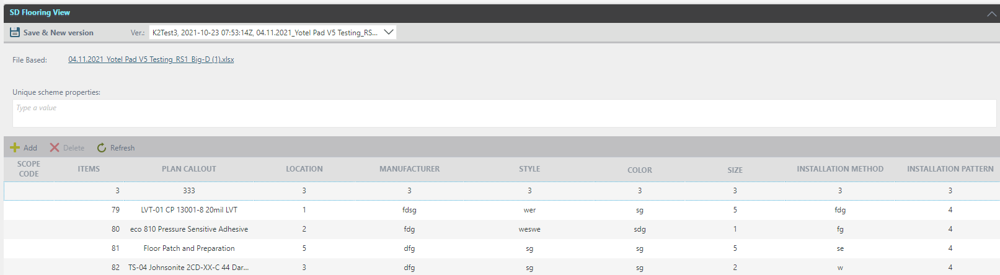 SD Flooring View
Save & New version Ver.: K2Test3, 2021-10-23 07:53:14Z, 04.11.2021_Yotel Pad V5 Testing_RS...
File Based: 04.11.2021_Yotel Pad V5 Testing_RS1_Big-D (1).xlsx
Unique scheme properties:
Type a value
Add Delete Refresh
SCOPE CODE ITEMS PLAN CALLOUT LOCATION MANUFACTURER STYLE COLOR SIZE INSTALLATION METHOD INSTALLATION PATTERN
3 333 3 3 3 3 3 3 3
79 LVT-01 CP 13001-8 20mil LVT 1 fdsg wer sg 5 fdg 4
80 eco 810 Pressure Sensitive Adhesive 2 fdg weswe sdg 1 fg 4
81 Floor Patch and Preparation 5 dfg sg sg 5 se 4
82 TS-04 Johnsonite 2CD-XX-C 44 Dar... 3 dfg sg sg 2 w 4